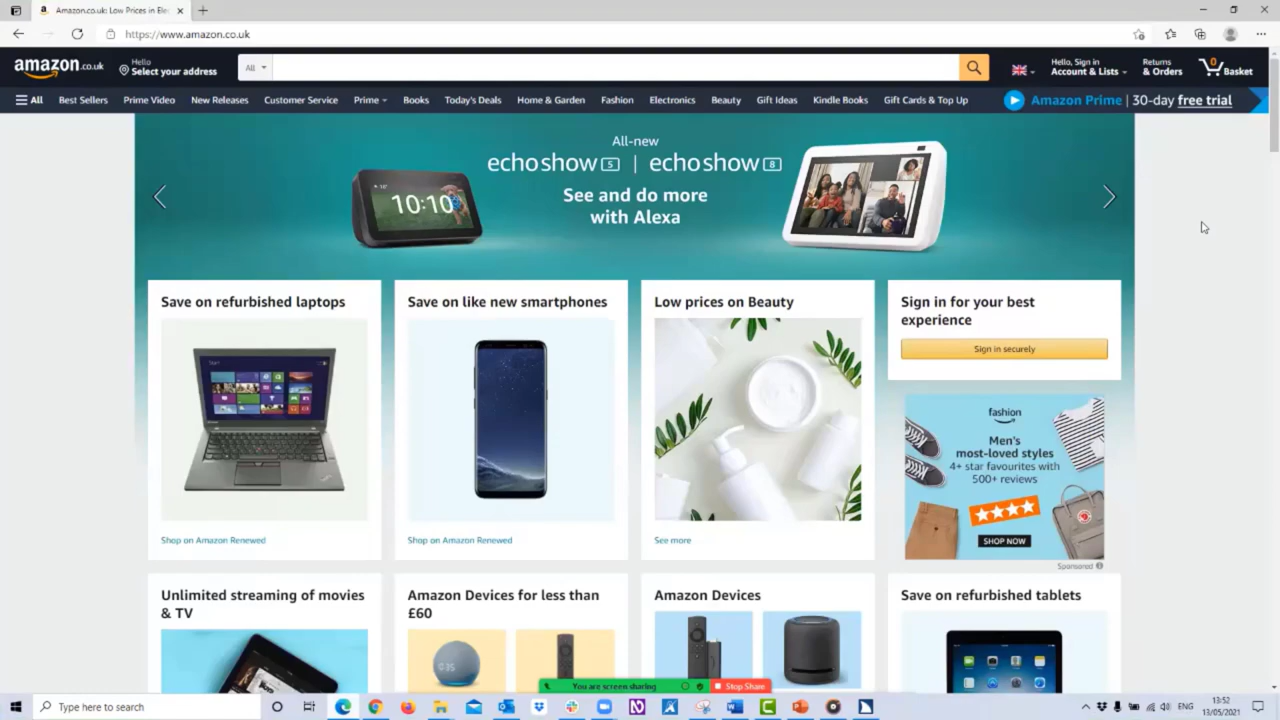 Amazon.co.uk: Low Prices in Ele
https://www.amazon.co.uk
amazon.co.uk
Hello
Select your address
All
Hello, Sign in
Account & Lists
Returns
& Orders
0
Basket
All
Best Sellers
Prime Video
New Releases
Customer Service
Prime
Books
Today's Deals
Home & Garden
Fashion
Electronics
Beauty
Gift Ideas
Kindle Books
Gift Cards & Top Up
Amazon Prime | 30-day free trial
All-new
echo show 5 | echo show 8
See and do more
with Alexa
10:10
Save on refurbished laptops
Shop on Amazon Renewed
Save on like new smartphones
Shop on Amazon Renewed
Low prices on Beauty
See more
Sign in for your best
experience
Sign in securely
fashion
Men's
most-loved styles
4+ star favourites with
500+ reviews
SHOP NOW
Sponsored
Unlimited streaming of movies
& TV
Amazon Devices for less than
£60
Amazon Devices
Save on refurbished tablets
You are screen sharing
Stop Share
Type here to search
ENG
13:52
13/05/2021